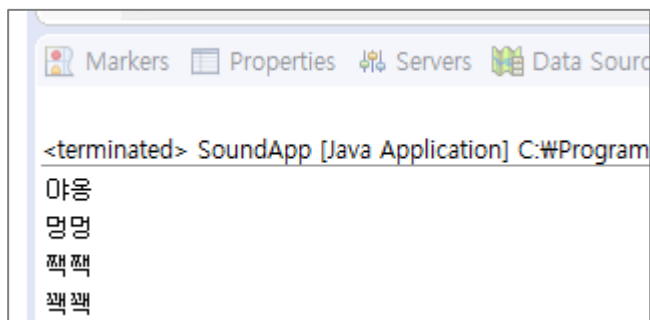 Markers Properties Servers Data Sourc
<terminated> SoundApp [Java Application] C:₩Program
야옹
멍멍
짹짹
꽥꽥